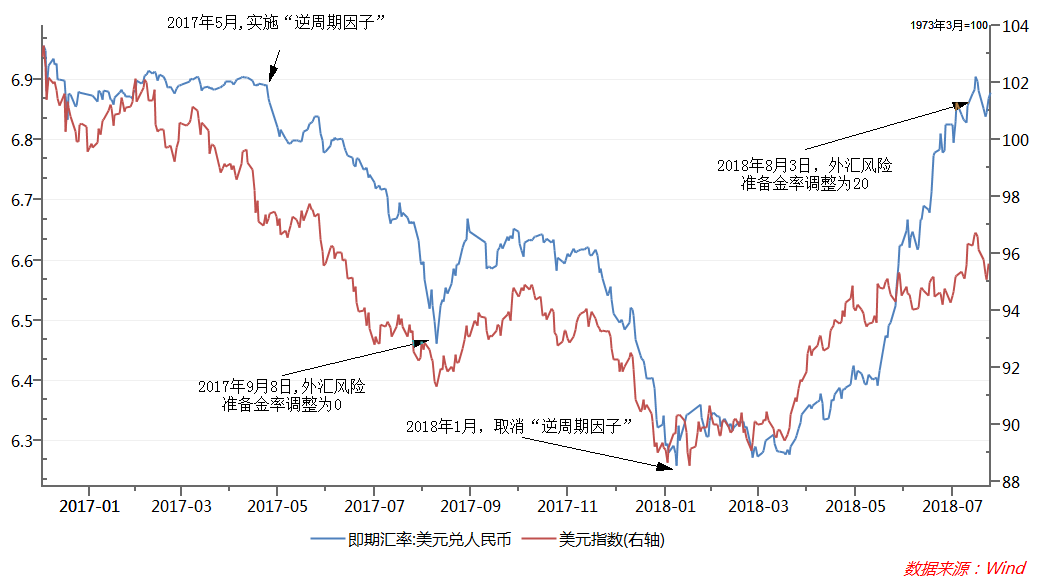 2017年5月,实施“逆周期因子”
1973年3月=100
104
6.9
102
6.8
100
2018年8月3日，外汇风险
准备金率调整为20
6.7
98
6.6
96
6.5
94
2017年9月8日,外汇风险
准备金率调整为0
6.4
92
2018年1月，取消“逆周期因子”
6.3
90
88
2017-01 2017-03 2017-05 2017-07 2017-09 2017-11 2018-01 2018-03 2018-05 2018-07
即期汇率:美元兑人民币 美元指数(右轴)
数据来源：Wind